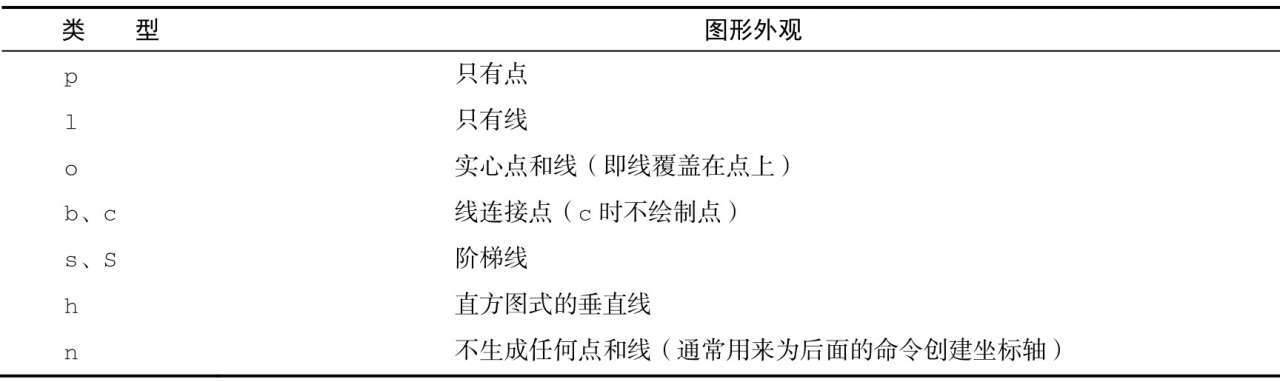 类 型 图形外观
p 只有点
l 只有线
o 实心点和线（即线覆盖在点上）
b、c 线连接点（c 时不绘制点）
s、S 阶梯线
h 直方图式的垂直线
n 不生成任何点和线（通常用来为后面的命令创建坐标轴）